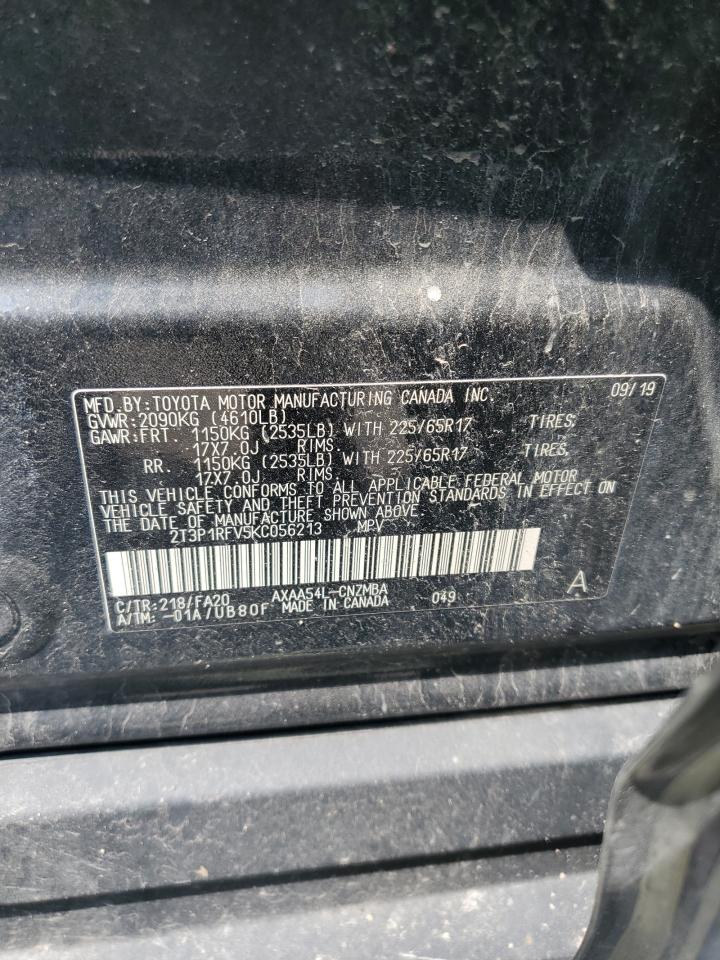 MFD.BY:TOYOTA MOTOR MANUFACTURING CANADA INC. 09/19
GVWR:2090KG (4610LB)
GAWR:FRT. 1150KG (2535LB) WITH 225/65R17 TIRES,
17X7.0J RIMS
RR. 1150KG (2535LB) WITH 225/65R17 TIRES,
17X7.0J RIMS.
THIS VEHICLE CONFORMS TO ALL APPLICABLE FEDERAL MOTOR
VEHICLE SAFETY AND THEFT PREVENTION STANDARDS IN EFFECT ON
THE DATE OF MANUFACTURE SHOWN ABOVE.
2T3P1RFV5KC056213 MPV
C/TR:218/FA20 AXAA54L-CNZMBA 049 A
A/TM: -01A/UB80F MADE IN CANADA